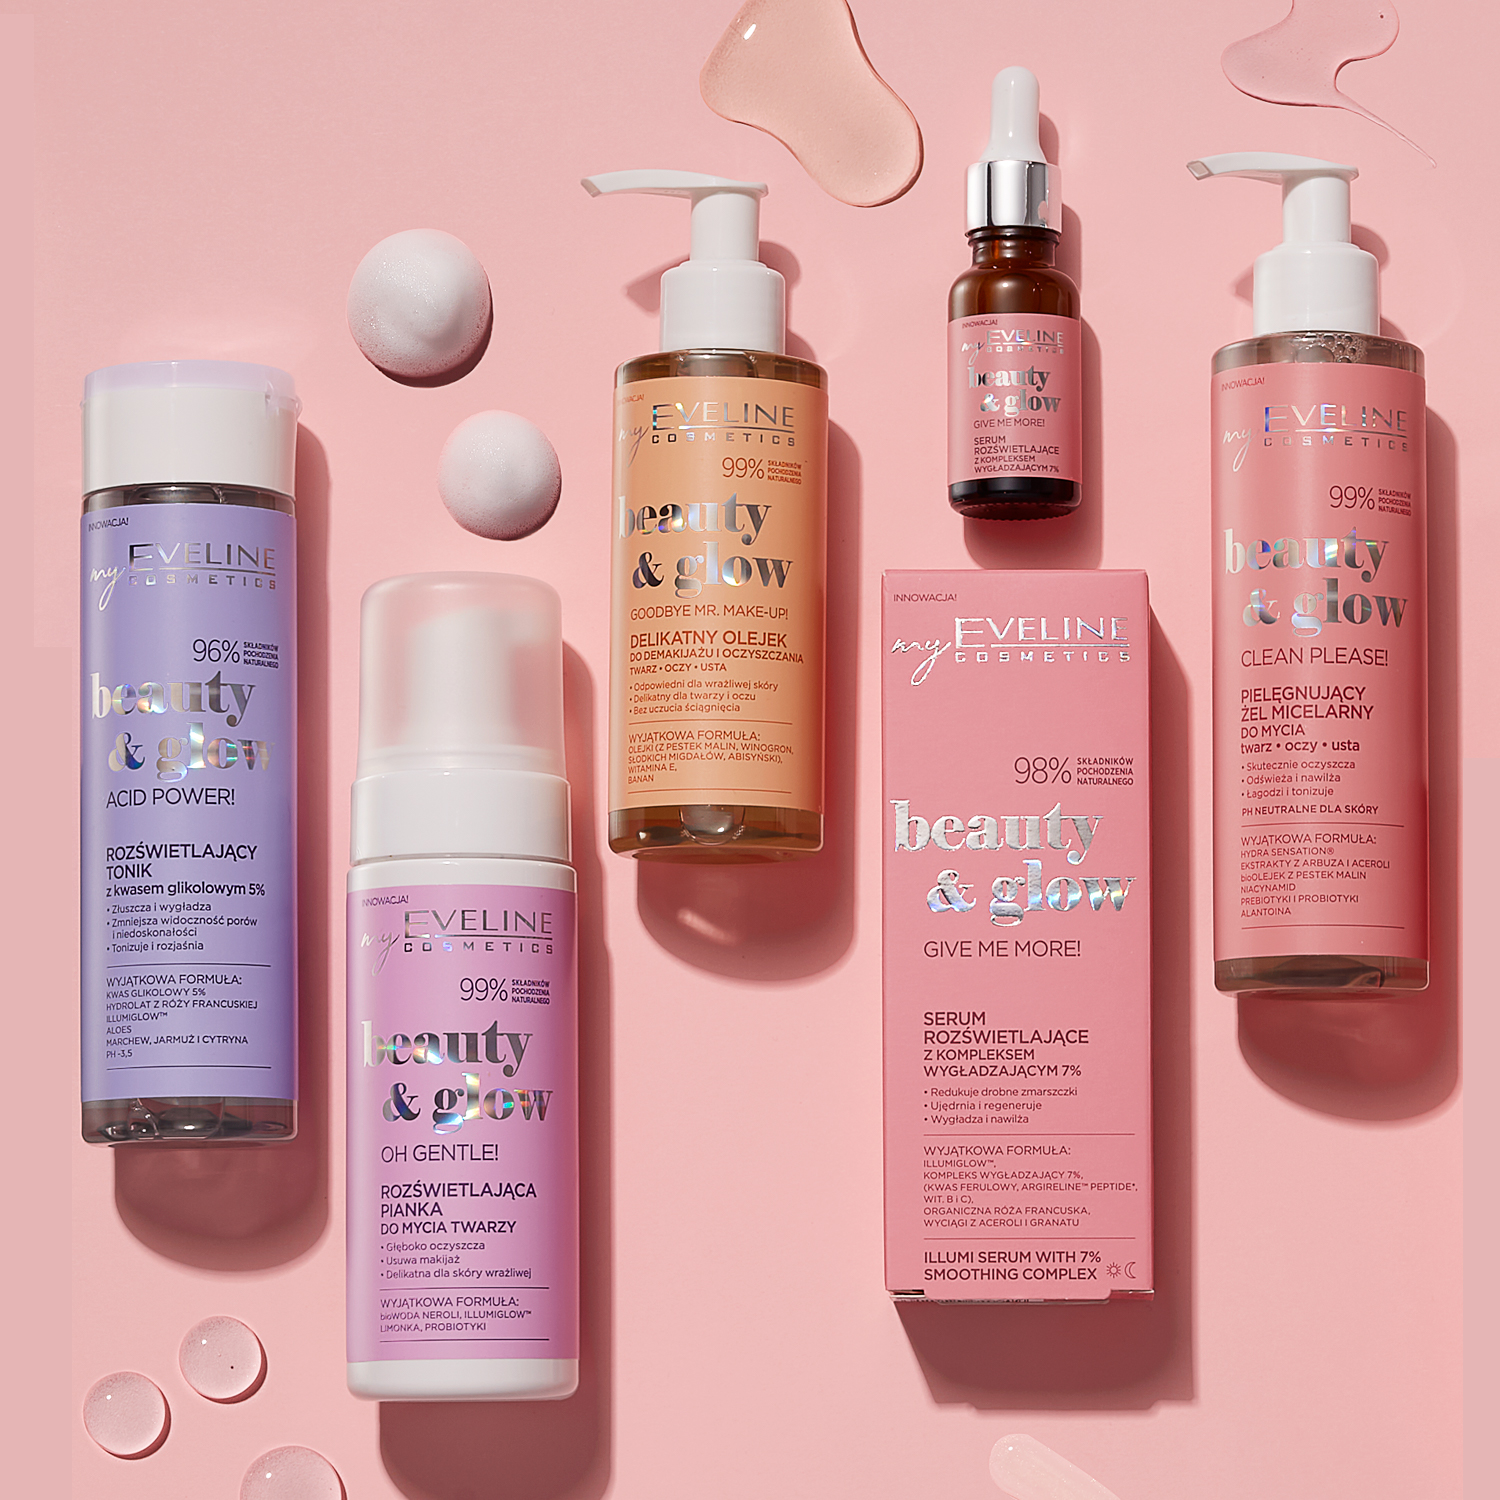 INNOWACJA!
my EVELINE
COSMETICS
96% SKŁADNIKÓW
POCHODZENIA
NATURALNEGO
beauty
& glow
ACID POWER!
ROZŚWIETLAJĄCY
TONIK
z kwasem glikolowym 5%
• Złuszcza i wygładza
• Zmniejsza widoczność porów
i niedoskonałości
• Tonizuje i rozjaśnia
WYJĄTKOWA FORMUŁA:
KWAS GLIKOLOWY 5%
HYDROLAT Z RÓŻY FRANCUSKIEJ
ILLUMIGLOW™
ALOES
MARCHEW, JARMUŻ I CYTRYNA
PH -3,5
INNOWACJA!
my EVELINE
COSMETICS
99% SKŁADNIKÓW
POCHODZENIA
NATURALNEGO
beauty
& glow
OH GENTLE!
ROZŚWIETLAJĄCA
PIANKA
DO MYCIA TWARZY
• Głęboko oczyszcza
• Usuwa makijaż
• Delikatna dla skóry wrażliwej
WYJĄTKOWA FORMUŁA:
bioWODA NEROLI, ILLUMIGLOW™
LIMONKA, PROBIOTYKI
INNOWACJA!
my EVELINE
COSMETICS
99% SKŁADNIKÓW
POCHODZENIA
NATURALNEGO
beauty
& glow
GOODBYE MR. MAKE-UP!
DELIKATNY OLEJEK
DO DEMAKIJAŻU I OCZYSZCZANIA
TWARZ • OCZY • USTA
• Odpowiedni dla wrażliwej skóry
• Delikatny dla twarzy i oczu
• Bez uczucia ściągnięcia
WYJĄTKOWA FORMUŁA:
OLEJKI (Z PESTEK MALIN, WINOGRON,
SŁODKICH MIGDAŁÓW, ABISYŃSKI),
WITAMINA E,
BANAN
INNOWACJA!
my EVELINE
COSMETICS
beauty
& glow
GIVE ME MORE!
SERUM
ROZŚWIETLAJĄCE
Z KOMPLEKSEM
WYGŁADZAJĄCYM 7%
INNOWACJA!
my EVELINE
COSMETICS
98% SKŁADNIKÓW
POCHODZENIA
NATURALNEGO
beauty
& glow
GIVE ME MORE!
SERUM
ROZŚWIETLAJĄCE
Z KOMPLEKSEM
WYGŁADZAJĄCYM 7%
• Redukuje drobne zmarszczki
• Ujędrnia i regeneruje
• Wygładza i nawilża
WYJĄTKOWA FORMUŁA:
ILLUMIGLOW™,
KOMPLEKS WYGŁADZAJĄCY 7%,
(KWAS FERULOWY, ARGIRELINE™ PEPTIDE*,
WIT. B i C),
ORGANICZNA RÓŻA FRANCUSKA,
WYCIĄGI Z ACEROLI I GRANATU
ILLUMI SERUM WITH 7%
SMOOTHING COMPLEX
INNOWACJA!
my EVELINE
COSMETICS
99% SKŁADNIKÓW
POCHODZENIA
NATURALNEGO
beauty
& glow
CLEAN PLEASE!
PIELĘGNUJĄCY
ŻEL MICELARNY
DO MYCIA
twarz • oczy • usta
• Skutecznie oczyszcza
• Odświeża i nawilża
• Łagodzi i tonizuje
PH NEUTRALNE DLA SKÓRY
WYJĄTKOWA FORMUŁA:
HYDRA SENSATION®
EKSTRAKTY Z ARBUZA I ACEROLI
bioOLEJEK Z PESTEK MALIN
NIACYNAMID
PREBIOTYKI I PROBIOTYKI
ALANTOINA